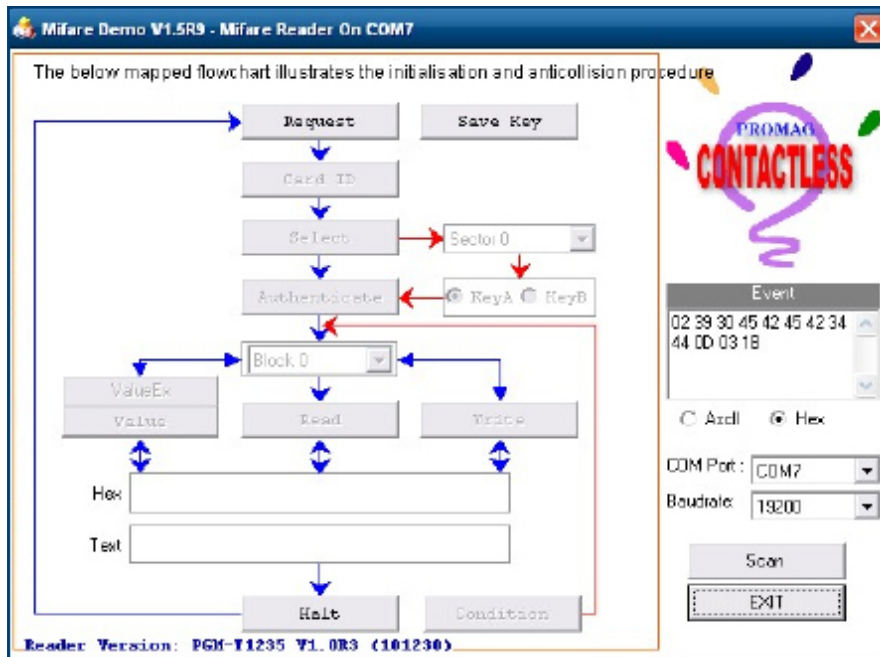 Mifare Demo V1.5R9 - Mifare Reader On COM7
The below mapped flowchart illustrates the initialisation and anticollision procedure
Request
Save Key
Card ID
Select
Sector 0
Authenticate
KeyA
KeyB
Block 0
ValueEx
Value
Read
Write
Hex
Text
Halt
Condition
Reader Version: PGM-T1235 V1.0R3 (101230)
PROMAG
CONTACTLESS
Event
02 39 30 45 42 45 42 34
44 0D 03 1B
AscII
Hex
COM Port :
COM7
Baudrate:
19200
Scan
EXIT